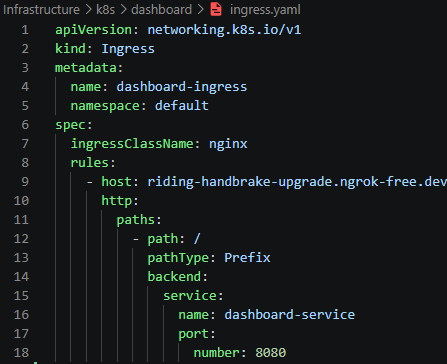 Infrastructure > k8s > dashboard > ingress.yaml
1 apiVersion: networking.k8s.io/v1
2 kind: Ingress
3 metadata:
4   name: dashboard-ingress
5   namespace: default
6 spec:
7   ingressClassName: nginx
8   rules:
9     - host: riding-handbrake-upgrade.ngrok-free.dev
10       http:
11         paths:
12           - path: /
13             pathType: Prefix
14             backend:
15               service:
16                 name: dashboard-service
17                 port:
18                   number: 8080